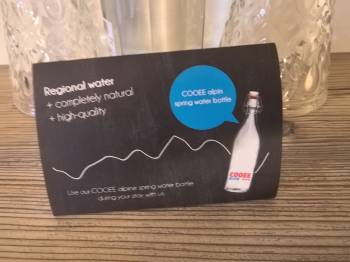 Regional water
+ completely natural
+ high-quality
COOEE alpin
spring water bottle
COOEE
Use our COOEE alpine spring water bottle
during your stay with us.